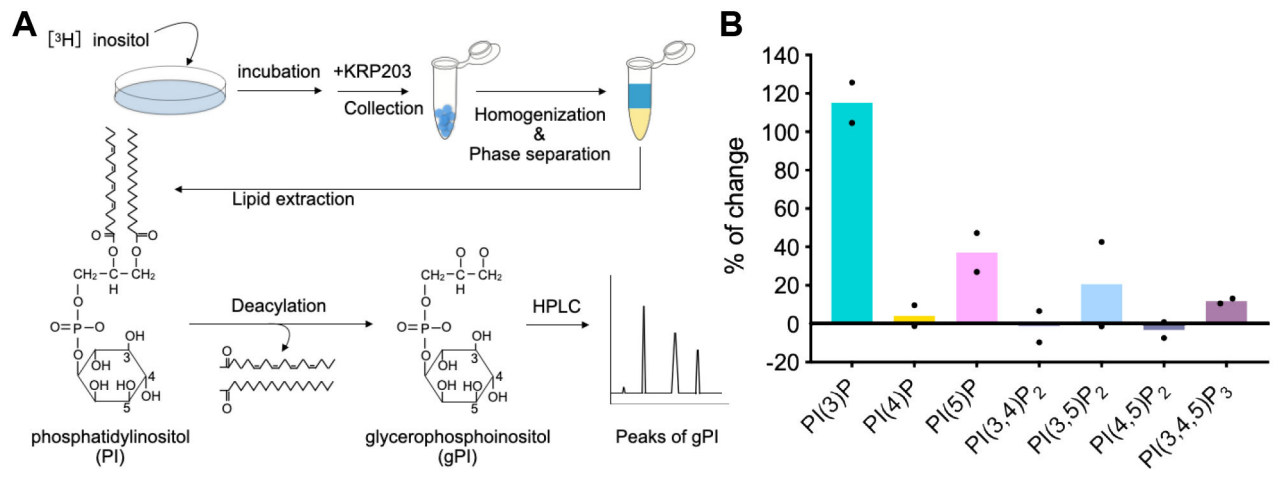 A
[³H] inositol
incubation
+KRP203
Collection
Homogenization
&
Phase separation
Lipid extraction
O O
O O
CH₂ C CH₂
H
O
O=P-O
O
OH
OH 3
OH HO 4
OH
5
phosphatidylinositol
(PI)
Deacylation
O
O
O O
CH₂ C CH₂
H
O
O=P-O
O
OH
OH 3
OH HO 4
OH
5
glycerophosphoinositol
(gPI)
HPLC
Peaks of gPI
B
% of change
140
120
100
80
60
40
20
0
-20
PI(3)P
PI(4)P
PI(5)P
PI(3,4)P₂
PI(3,5)P₂
PI(4,5)P₂
PI(3,4,5)P₃